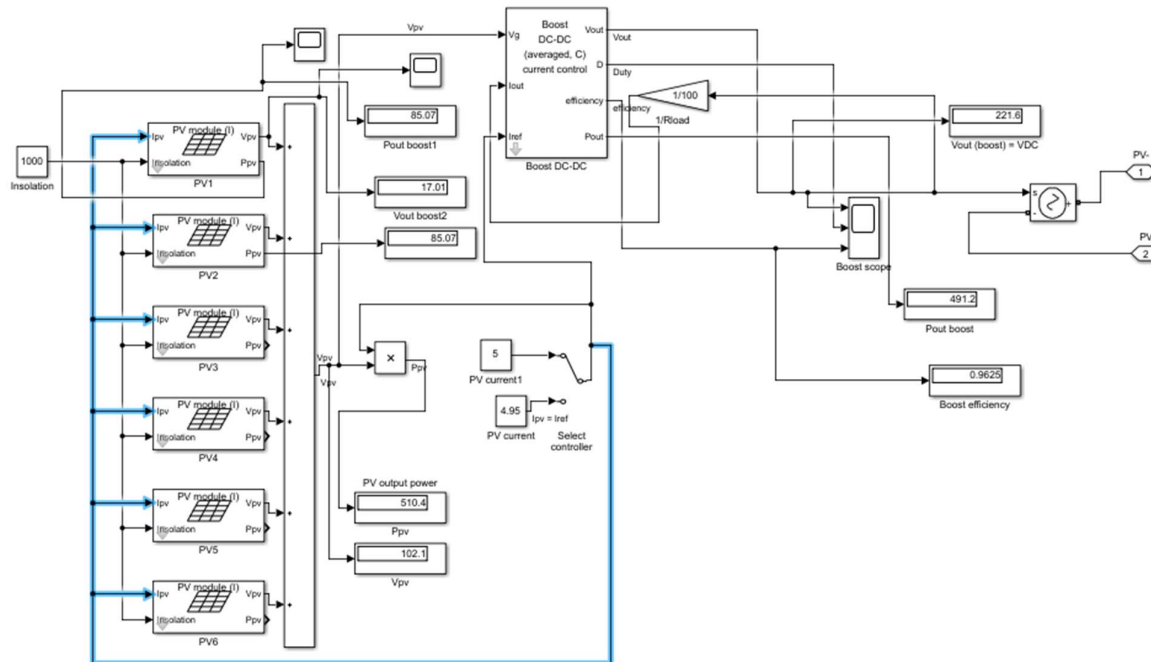 Vpv
Boost
DC-DC
(averaged, C)
current control
Vg
Iout
Iref
Vout
D
efficiency
Pout
Boost DC-DC
Vout
Duty
efficiency
1/100
1/Rload
85.07
Pout boost1
221.6
Vout (boost) = VDC
1000
Insolation
PV module (I)
Ipv
Insolation
Vpv
Ppv
PV1
17.01
Vout boost2
85.07
PV module (I)
Ipv
Insolation
Vpv
Ppv
PV2
PV module (I)
Ipv
Insolation
Vpv
Ppv
PV3
PV module (I)
Ipv
Insolation
Vpv
Ppv
PV4
PV module (I)
Ipv
Insolation
Vpv
Ppv
PV5
PV module (I)
Ipv
Insolation
Vpv
Ppv
PV6
+
+
+
+
+
+
Vpv
Vpv
×
Ppv
5
PV current1
4.95
PV current
Ipv = Iref
Select
controller
PV output power
510.4
Ppv
102.1
Vpv
Boost scope
s
+
-
PV-
1
PV
2
491.2
Pout boost
0.9625
Boost efficiency